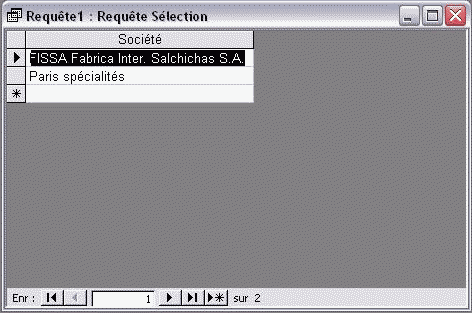 Requête1 : Requête Sélection
Société
FISSA Fabrica Inter. Salchichas S.A.
Paris spécialités
Enr : 1 sur 2